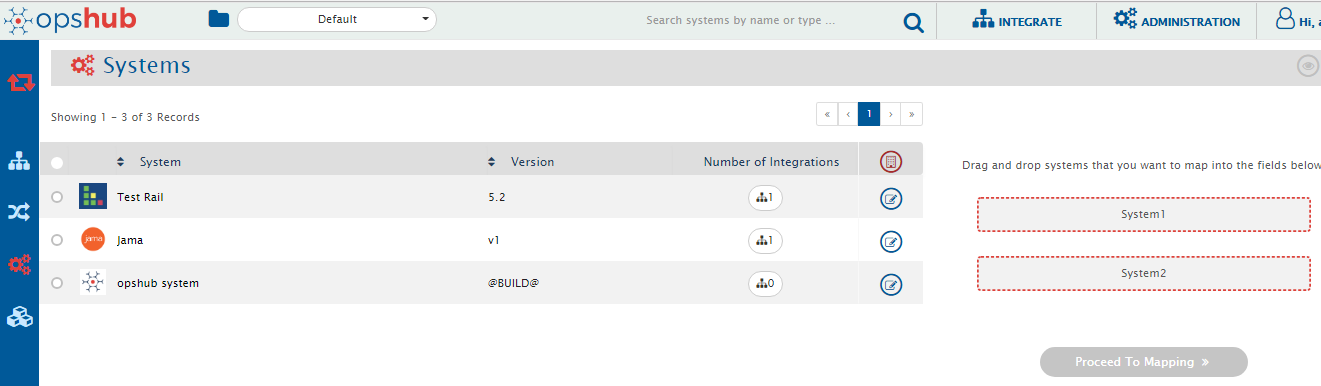 opshub
Default
Search systems by name or type ...
INTEGRATE
ADMINISTRATION
Hi,
Systems
Showing 1 - 3 of 3 Records
« ‹ 1 › »
System Version Number of Integrations
Test Rail 5.2 1
Jama v1 1
opshub system @BUILD@ 0
Drag and drop systems that you want to map into the fields below
System1
System2
Proceed To Mapping »